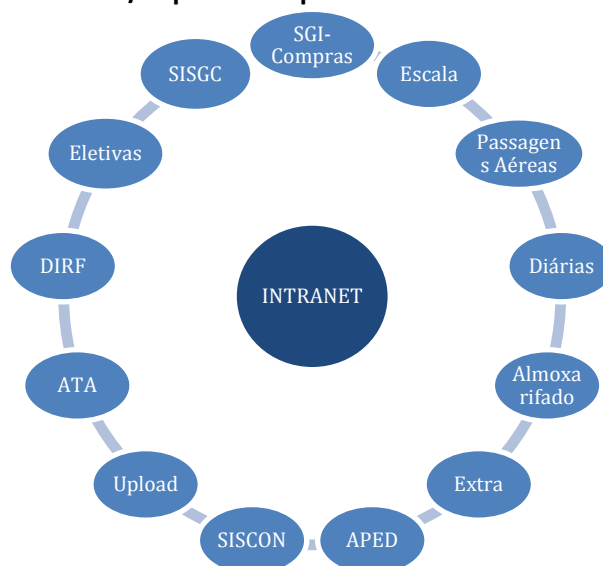 SGI-
Compras
Escala
Passagen
s Aéreas
Diárias
Almoxa
rifado
Extra
APED
SISCON
Upload
ATA
DIRF
Eletivas
SISGC
INTRANET